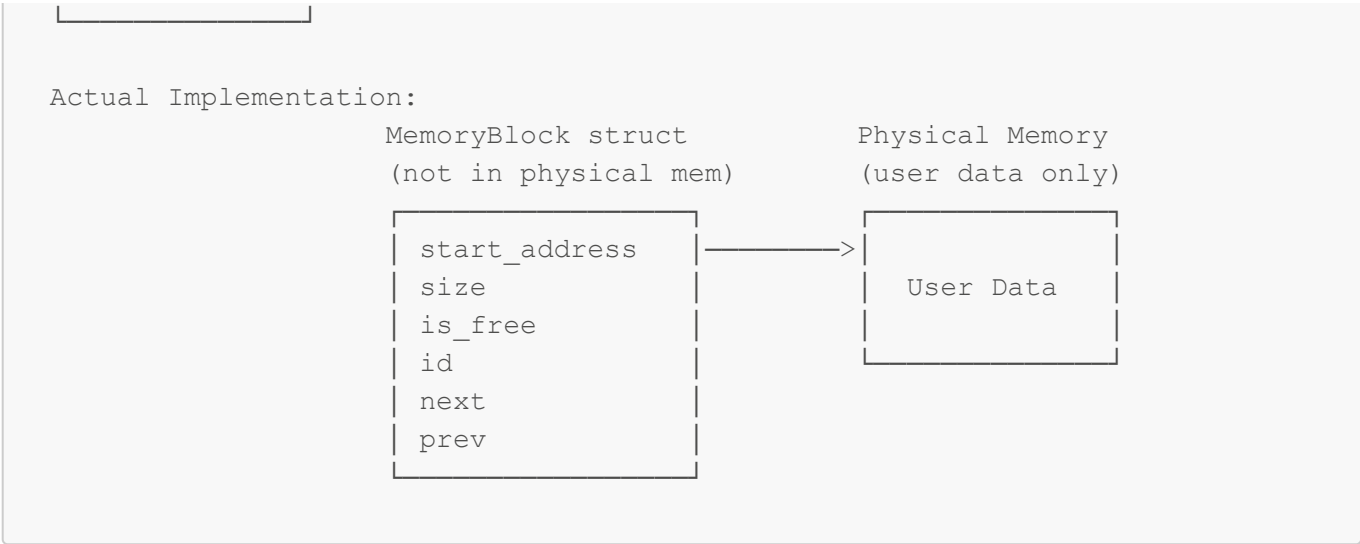 Actual Implementation:
MemoryBlock struct Physical Memory
(not in physical mem) (user data only)
start_address ────────>
size User Data
is_free
id
next
prev